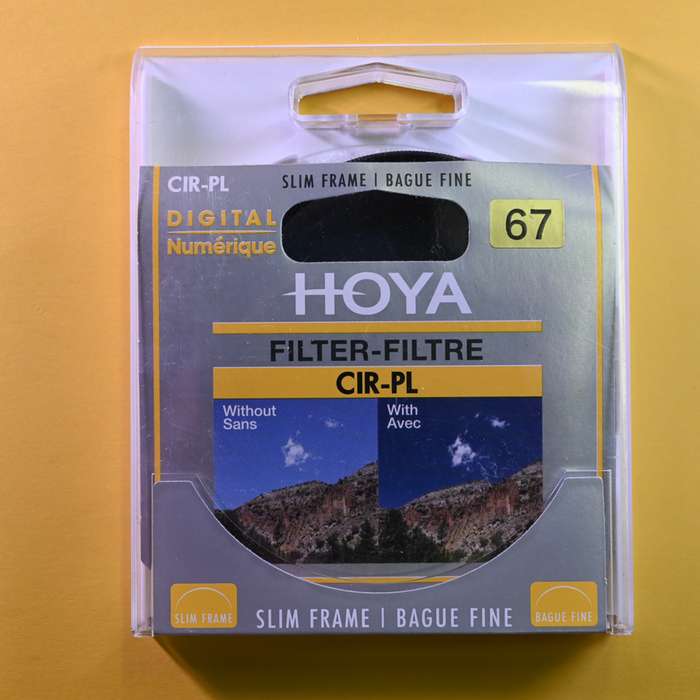 CIR-PL
SLIM FRAME | BAGUE FINE
DIGITAL
Numérique
67
HOYA
FILTER-FILTRE
CIR-PL
Without
Sans
With
Avec
SLIM FRAME
SLIM FRAME | BAGUE FINE
BAGUE FINE